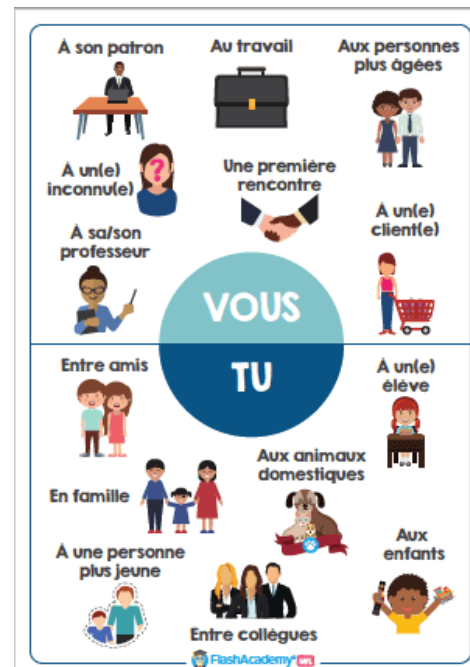 À son patron
Au travail
Aux personnes
plus âgées
À un(e)
inconnu(e)
?
Une première
rencontre
À sa/son
professeur
À un(e)
client(e)
VOUS
TU
Entre amis
À un(e)
élève
En famille
Aux animaux
domestiques
À une personne
plus jeune
Aux
enfants
Entre collègues
FlashAcademy® MFL